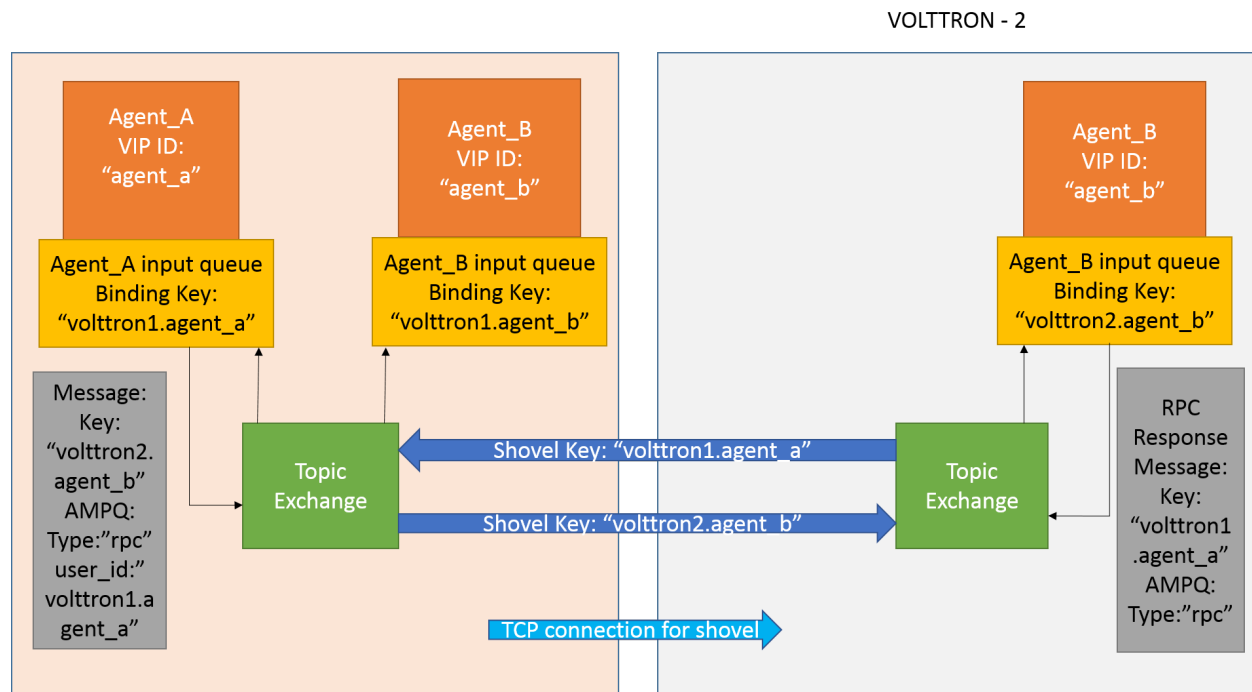 VOLTTRON - 2
Agent_A
VIP ID:
“agent_a”
Agent_B
VIP ID:
“agent_b”
Agent_B
VIP ID:
“agent_b”
Agent_A input queue
Binding Key:
“volttron1.agent_a”
Agent_B input queue
Binding Key:
“volttron1.agent_b”
Agent_B input queue
Binding Key:
“volttron2.agent_b”
Message:
Key:
“volttron2.
agent_b”
AMPQ:
Type:”rpc”
user_id:”
volttron1.a
gent_a”
Topic
Exchange
Shovel Key: “volttron1.agent_a”
Shovel Key: “volttron2.agent_b”
Topic
Exchange
RPC
Response
Message:
Key:
“volttron1
.agent_a”
AMPQ:
Type:”rpc”
TCP connection for shovel